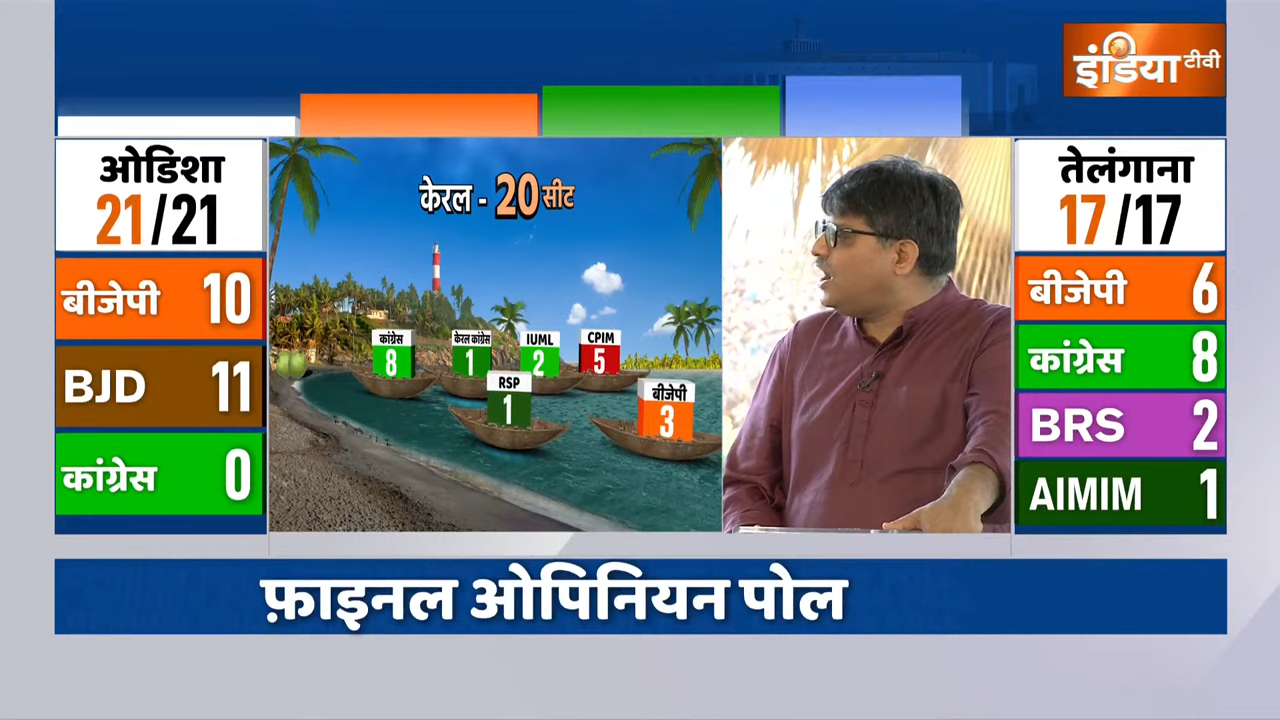 इंडिया टीवी
ओडिशा
21/21
बीजेपी 10
BJD 11
कांग्रेस 0
केरल - 20 सीट
कांग्रेस
8
केरल कांग्रेस
1
IUML
2
CPIM
5
RSP
1
बीजेपी
3
तेलंगाना
17/17
बीजेपी 6
कांग्रेस 8
BRS 2
AIMIM 1
फ़ाइनल ओपिनियन पोल